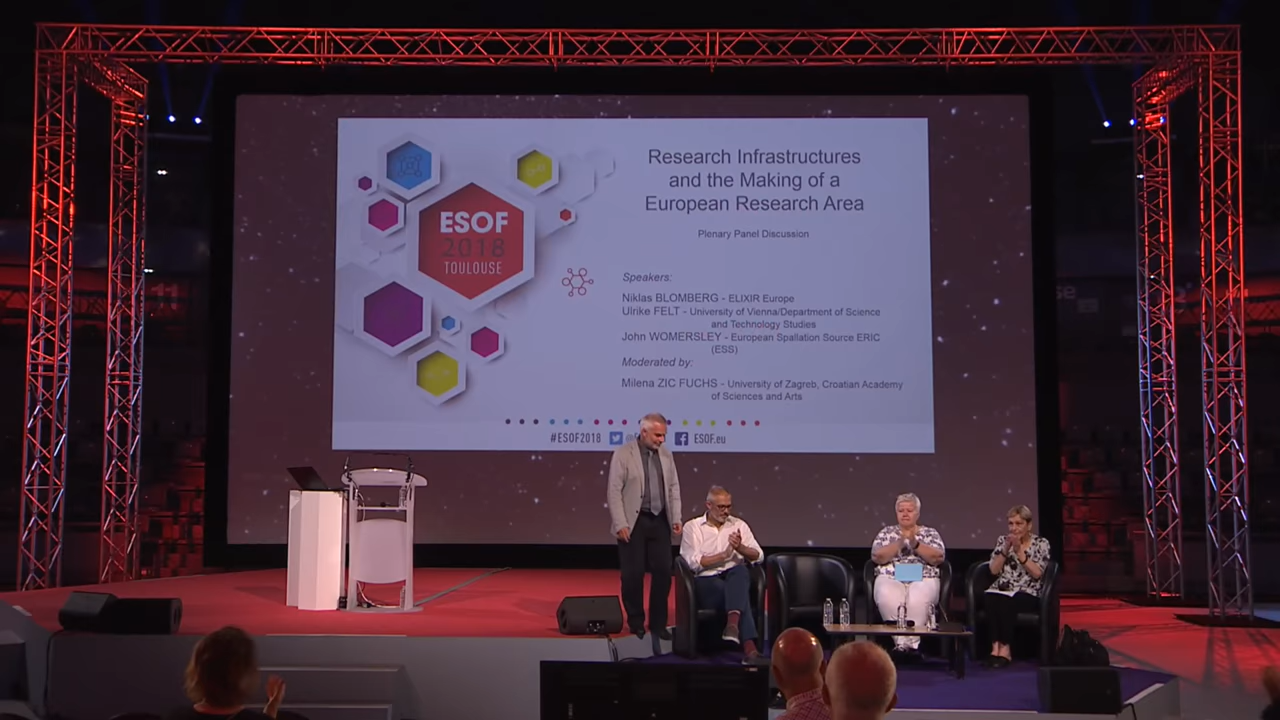 ESOF
2018
TOULOUSE
Research Infrastructures
and the Making of a
European Research Area
Plenary Panel Discussion
Speakers:
Niklas BLOMBERG - ELIXIR Europe
Ulrike FELT - University of Vienna/Department of Science
and Technology Studies
John WOMERSLEY - European Spallation Source ERIC
(ESS)
Moderated by:
Milena ZIC FUCHS - University of Zagreb, Croatian Academy
of Sciences and Arts
#ESOF2018 ESOF.eu